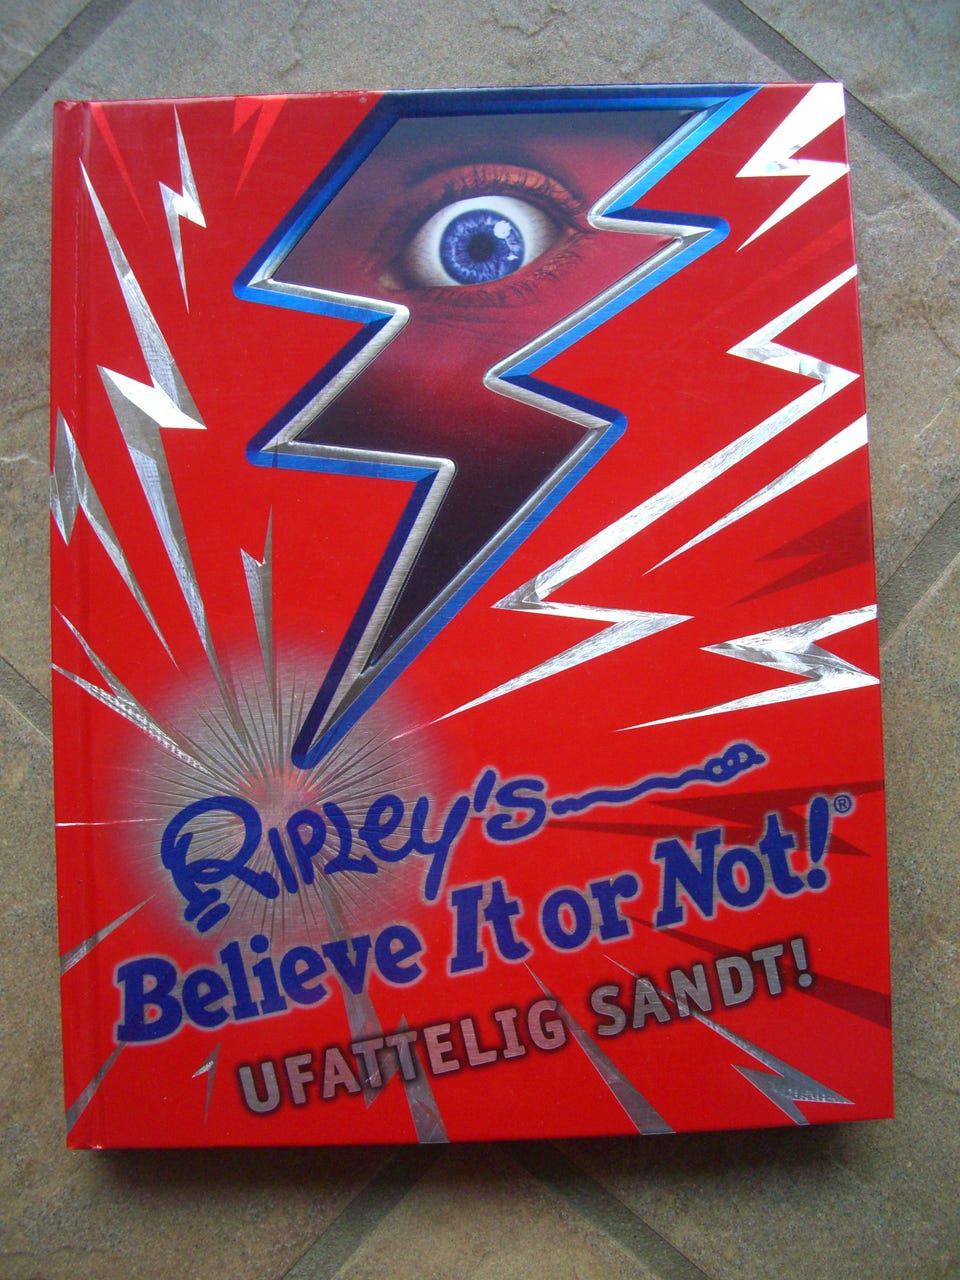 Ripley's
Believe It or Not!®
UFATTELIG SANDT!